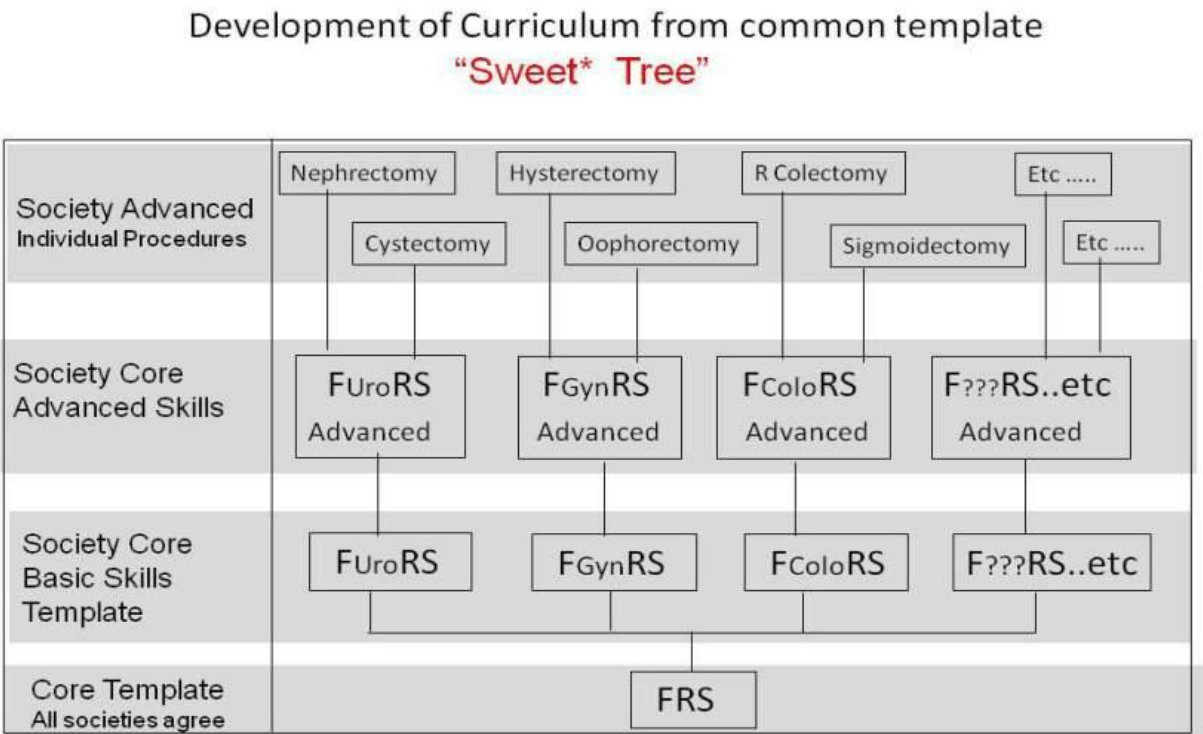 Development of Curriculum from common template
“Sweet* Tree”
Society Advanced
Individual Procedures
Nephrectomy
Hysterectomy
R Colectomy
Etc .....
Cystectomy
Oophorectomy
Sigmoidectomy
Etc .....
Society Core
Advanced Skills
FUroRS
Advanced
FGynRS
Advanced
FColoRS
Advanced
F???RS..etc
Advanced
Society Core
Basic Skills
Template
FUroRS
FGynRS
FColoRS
F???RS..etc
Core Template
All societies agree
FRS